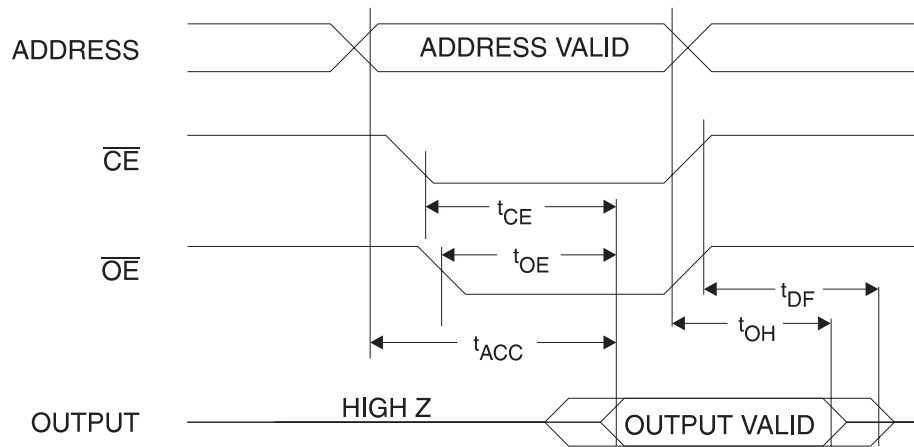 ADDRESS
ADDRESS VALID
CE
tCE
OE
tOE
tDF
tOH
tACC
OUTPUT
HIGH Z
OUTPUT VALID